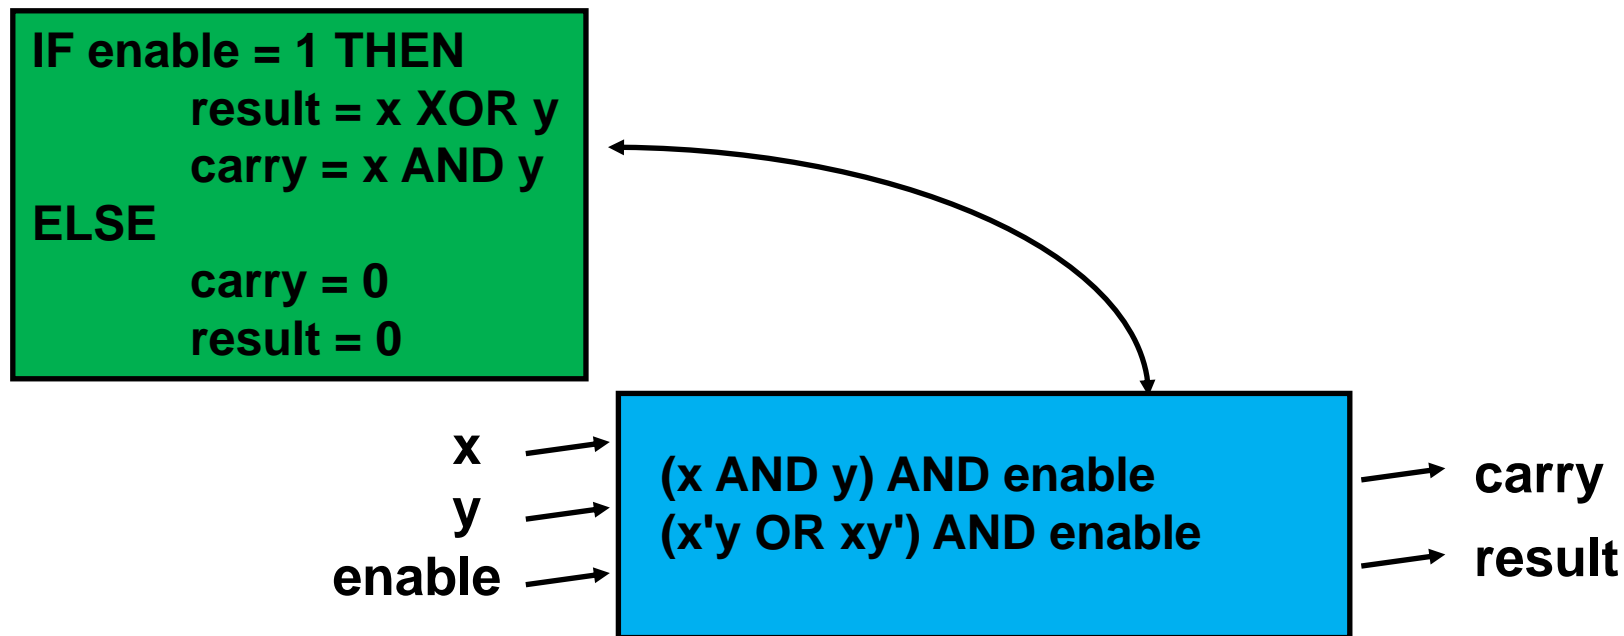 IF enable = 1 THEN
result = x XOR y
carry = x AND y
ELSE
carry = 0
result = 0
x
y
enable
(x AND y) AND enable
(x'y OR xy') AND enable
carry
result